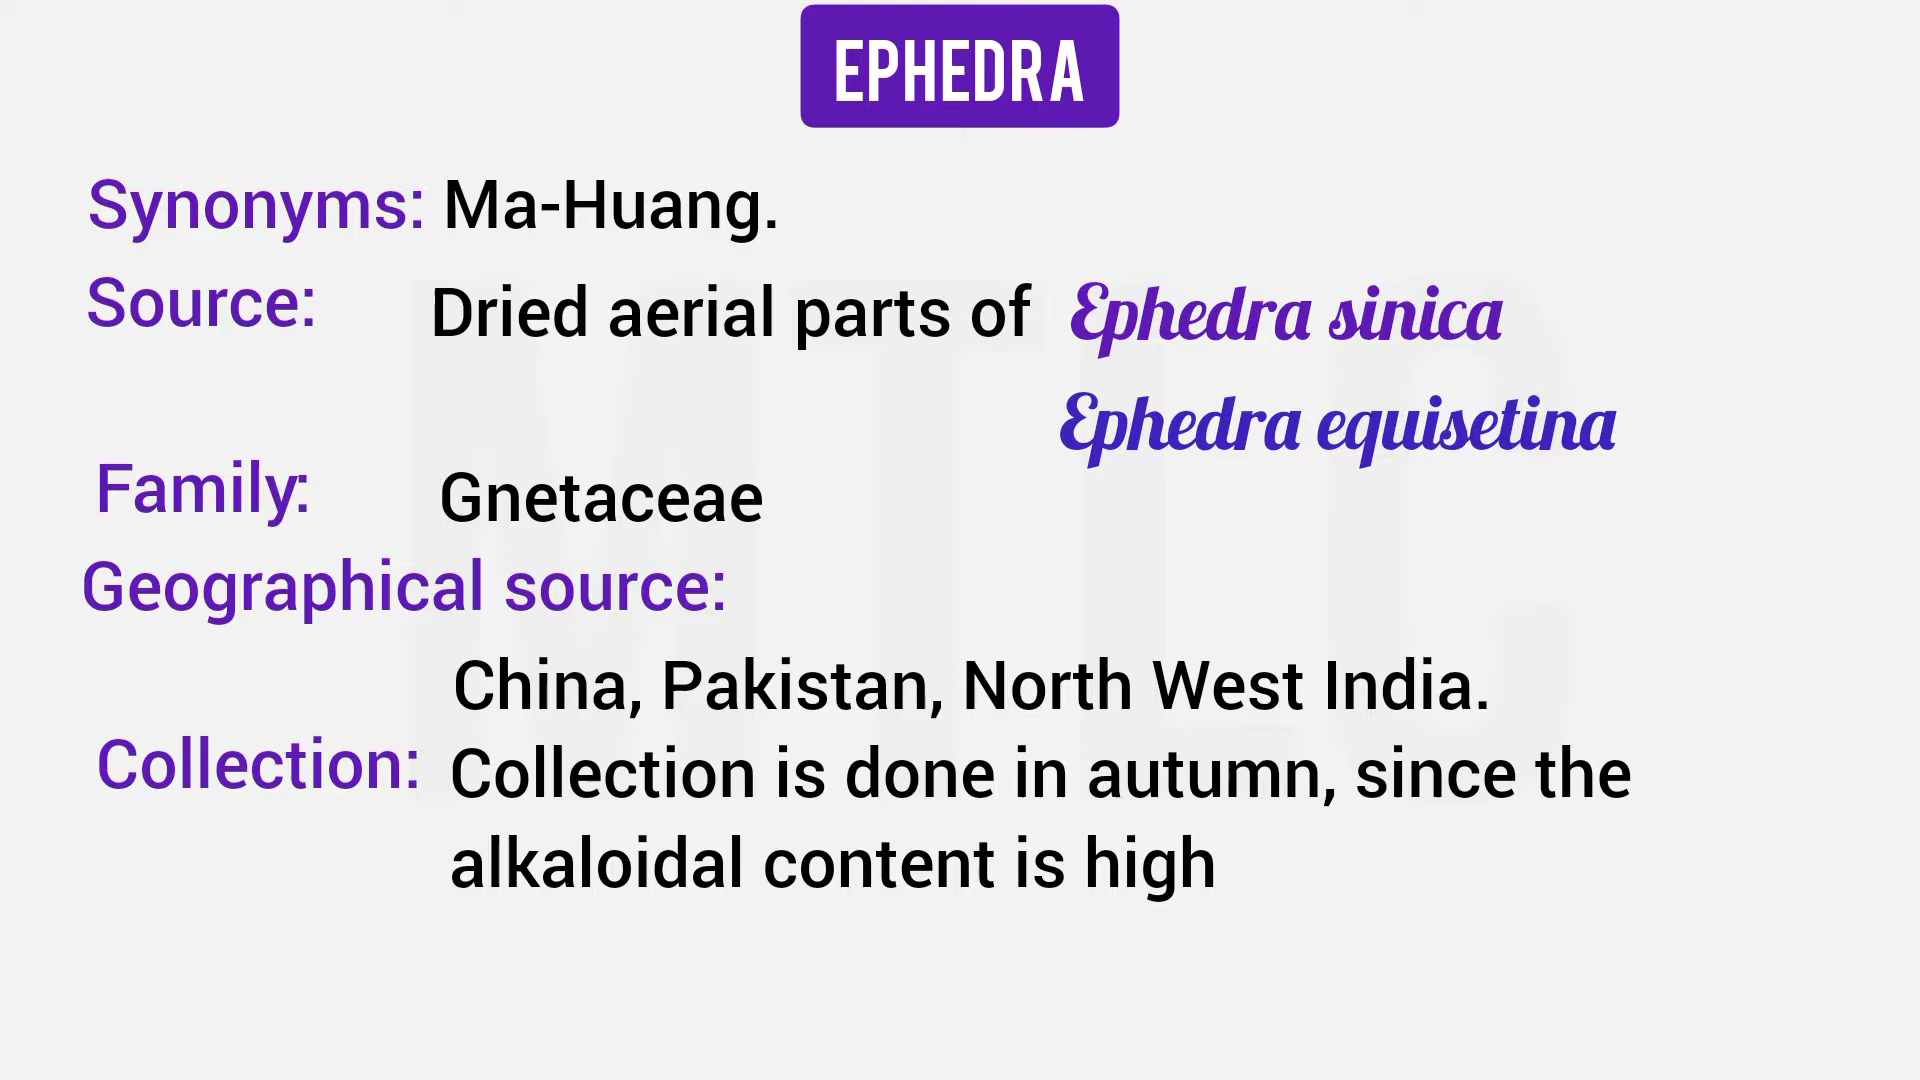 EPHEDRA
Synonyms: Ma-Huang.
Source: Dried aerial parts of Ephedra sinica
Ephedra equisetina
Family: Gnetaceae
Geographical source:
China, Pakistan, North West India.
Collection: Collection is done in autumn, since the
alkaloidal content is high